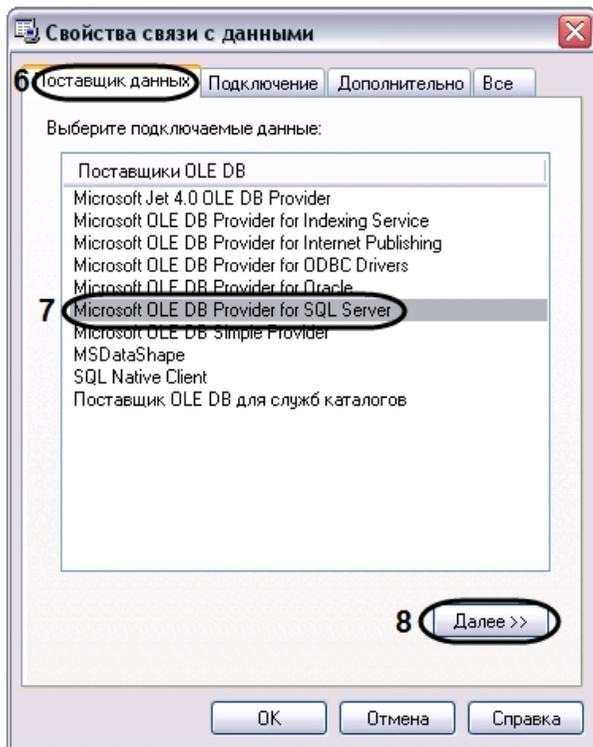 Свойства связи с данными
6 Поставщик данных Подключение Дополнительно Все
Выберите подключаемые данные:
Поставщики OLE DB
Microsoft Jet 4.0 OLE DB Provider
Microsoft OLE DB Provider for Indexing Service
Microsoft OLE DB Provider for Internet Publishing
Microsoft OLE DB Provider for ODBC Drivers
Microsoft OLE DB Provider for Oracle
7 Microsoft OLE DB Provider for SQL Server
Microsoft OLE DB Simple Provider
MSDataShape
SQL Native Client
Поставщик OLE DB для служб каталогов
8 Далее >>
ОК Отмена Справка